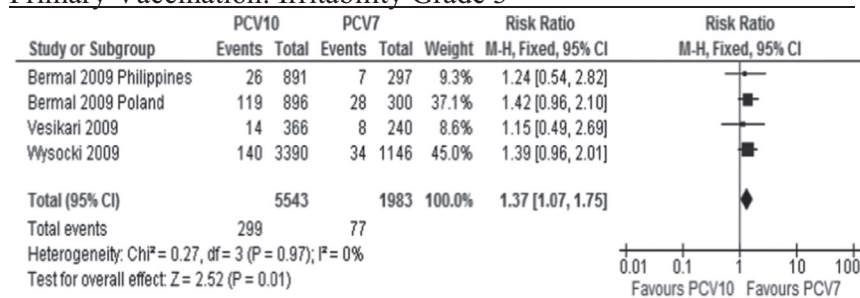 Primary Vaccination: Irritability Grade 3
PCV10 PCV7 Risk Ratio Risk Ratio
Study or Subgroup Events Total Events Total Weight M-H, Fixed, 95% CI M-H, Fixed, 95% CI
Bermal 2009 Philippines 26 891 7 297 9.3% 1.24 [0.54, 2.82]
Bermal 2009 Poland 119 896 28 300 37.1% 1.42 [0.96, 2.10]
Vesikari 2009 14 366 8 240 8.6% 1.15 [0.49, 2.69]
Wysocki 2009 140 3390 34 1146 45.0% 1.39 [0.96, 2.01]
Total (95% CI) 5543 1983 100.0% 1.37 [1.07, 1.75]
Total events 299 77
Heterogeneity: Chi² = 0.27, df = 3 (P = 0.97); I² = 0%
Test for overall effect: Z = 2.52 (P = 0.01)
0.01 0.1 1 10 100
Favours PCV10 Favours PCV7